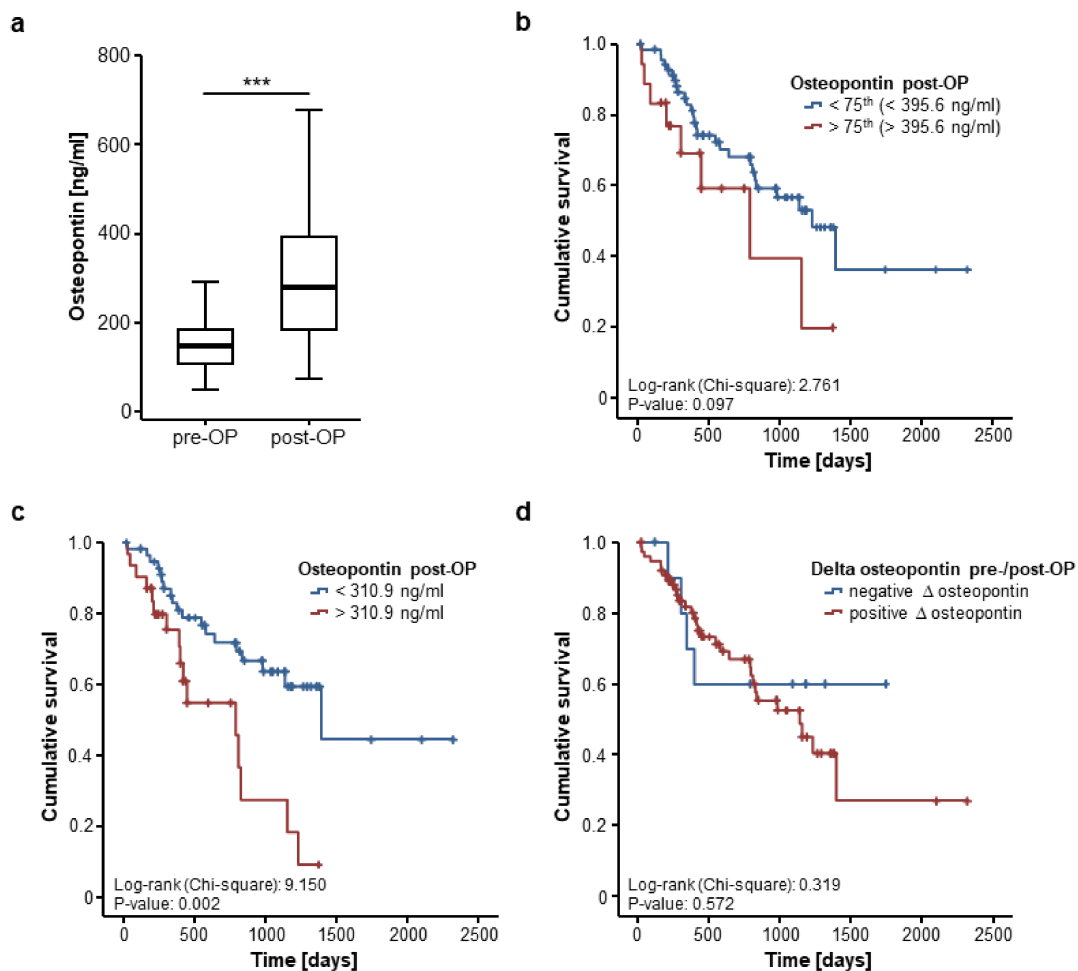 a
800
600
400
200
0
Osteopontin [ng/ml]
***
pre-OP
post-OP
b
1.0
0.8
0.6
0.4
0.2
0
Cumulative survival
Osteopontin post-OP
< 75th (< 395.6 ng/ml)
> 75th (> 395.6 ng/ml)
Log-rank (Chi-square): 2.761
P-value: 0.097
0 500 1000 1500 2000 2500
Time [days]
c
1.0
0.8
0.6
0.4
0.2
0
Cumulative survival
Osteopontin post-OP
< 310.9 ng/ml
> 310.9 ng/ml
Log-rank (Chi-square): 9.150
P-value: 0.002
0 500 1000 1500 2000 2500
Time [days]
d
1.0
0.8
0.6
0.4
0.2
0
Cumulative survival
Delta osteopontin pre-/post-OP
negative Δ osteopontin
positive Δ osteopontin
Log-rank (Chi-square): 0.319
P-value: 0.572
0 500 1000 1500 2000 2500
Time [days]